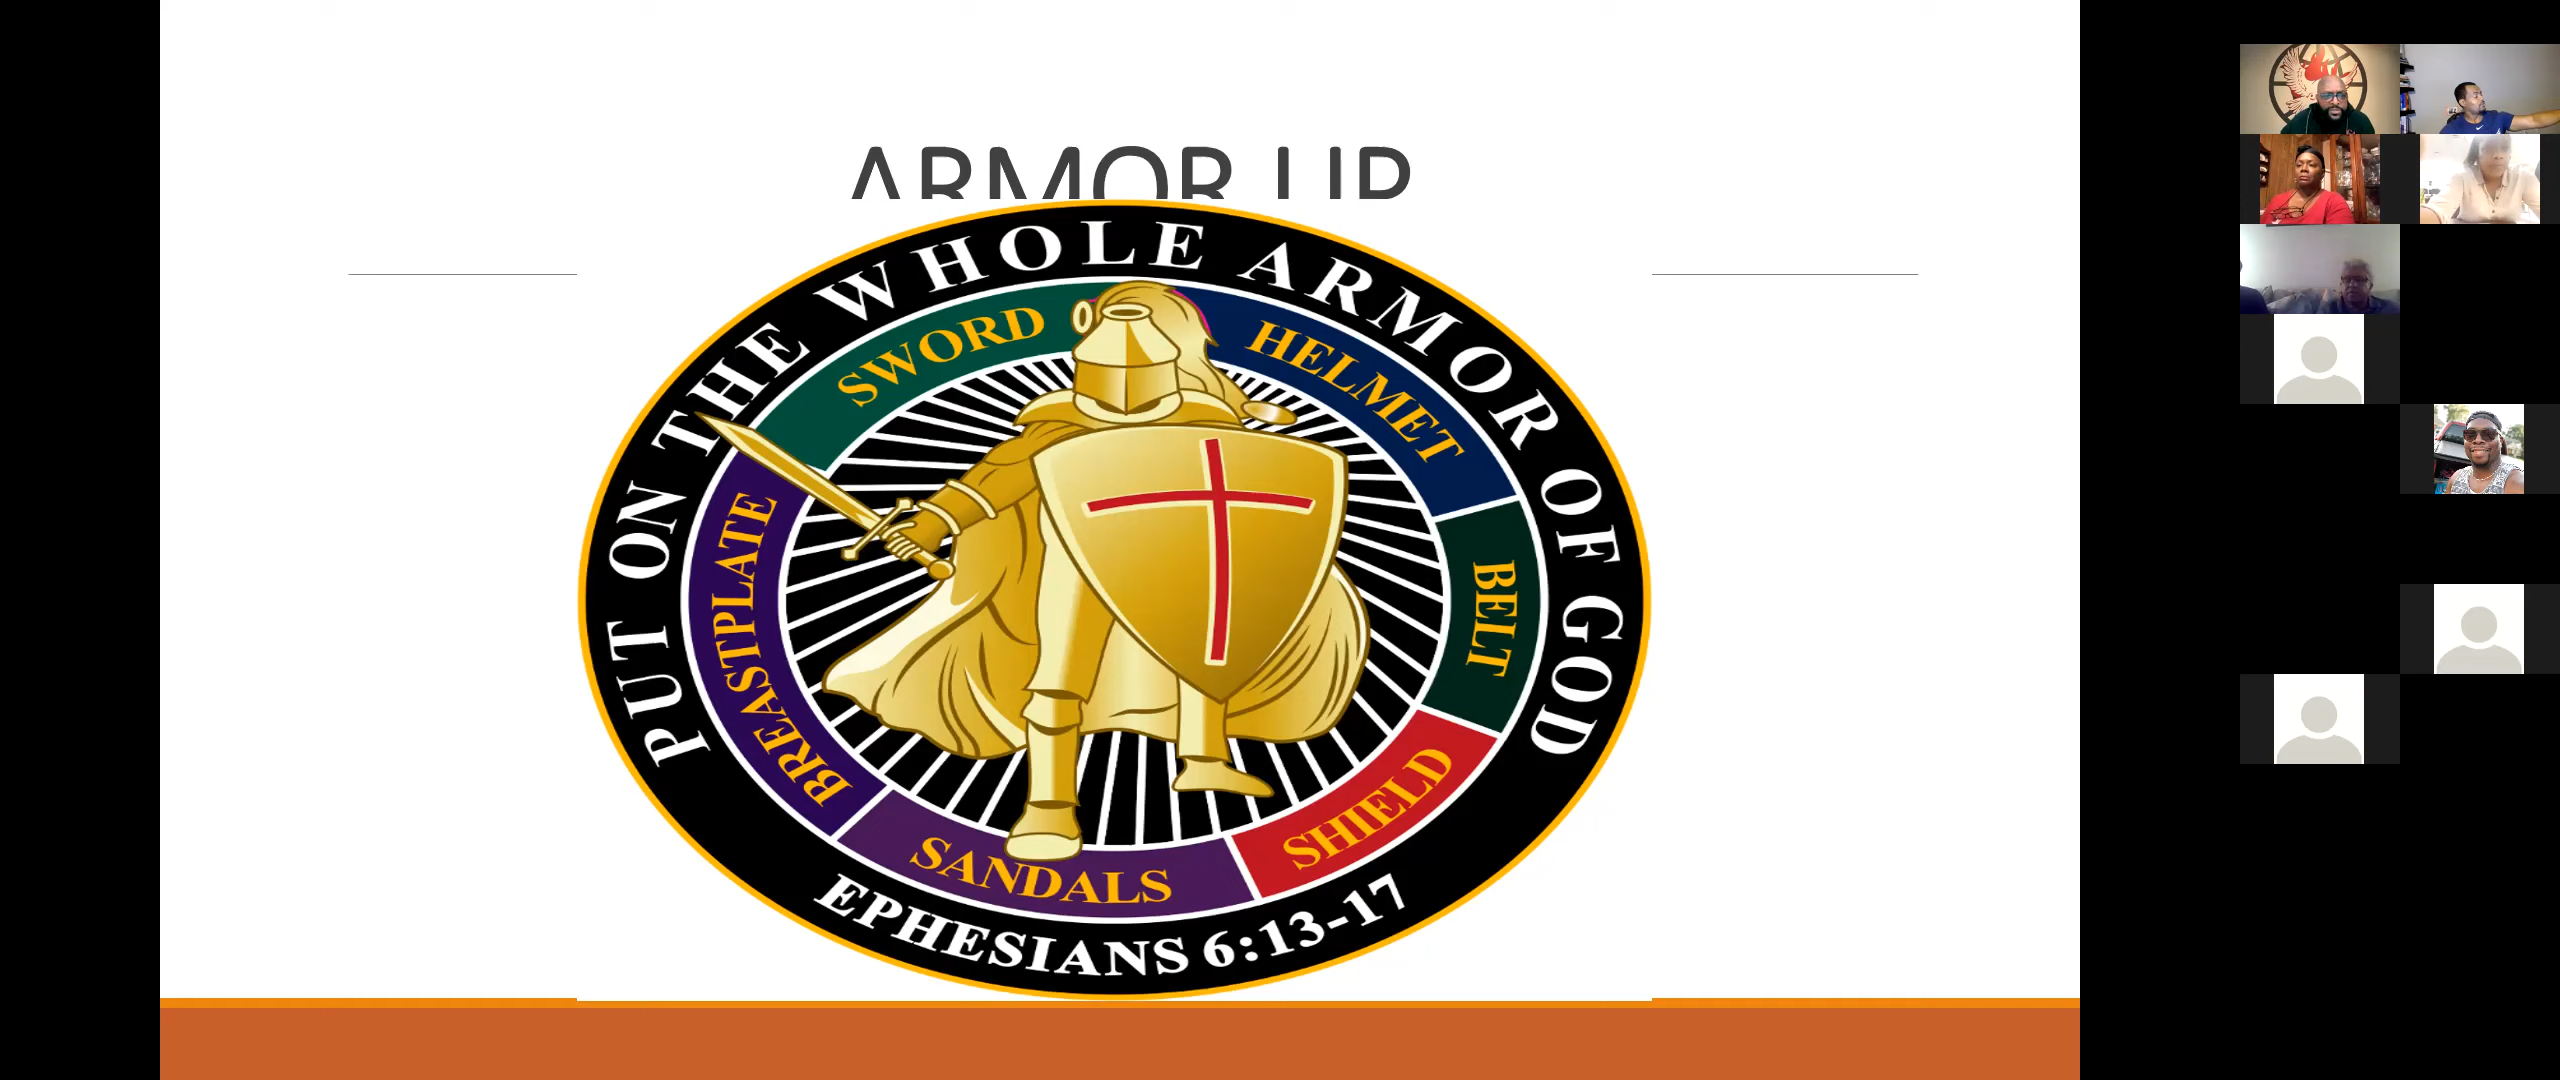 ARMOR UP
PUT ON THE WHOLE ARMOR OF GOD
SWORD
HELMET
BELT
SHIELD
SANDALS
BREASTPLATE
EPHESIANS 6:13-17